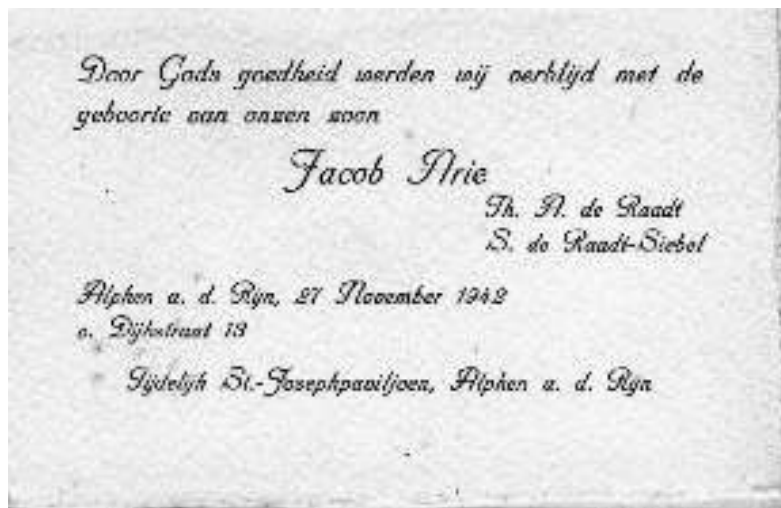 Door Gods goedheid werden wij verblijd met de
geboorte van onzen zoon
Jacob Arie
Th. A. de Raadt
S. de Raadt-Siebel
Alphen a. d. Rijn, 27 November 1942
v. Dijkstraat 13
Tijdelijk St.-Josephpaviljoen, Alphen a. d. Rijn